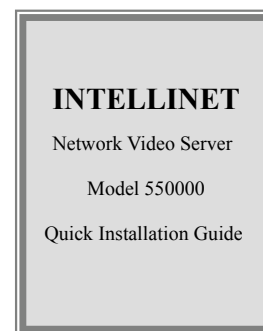 INTELLINET
Network Video Server
Model 550000
Quick Installation Guide